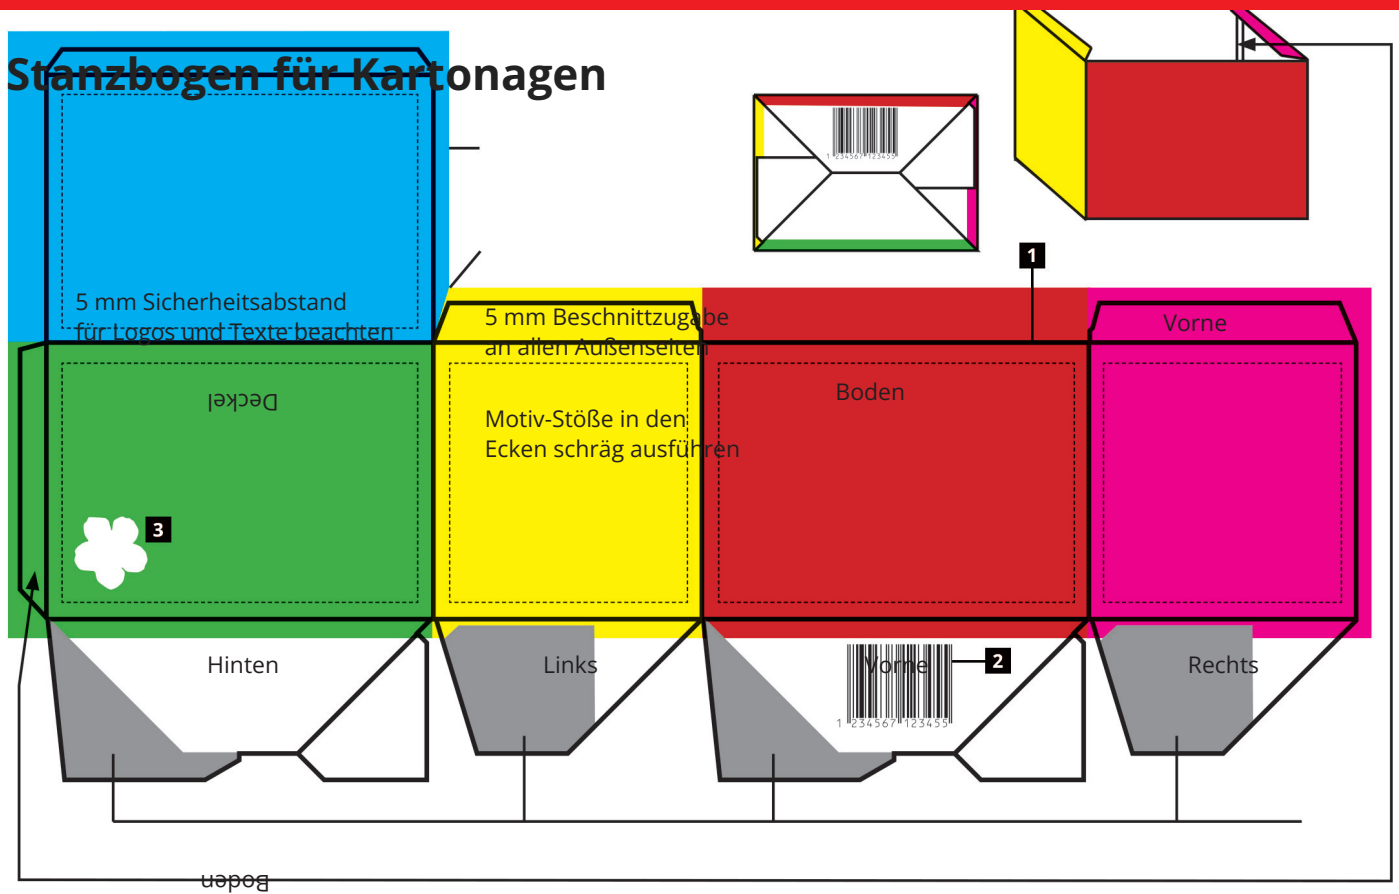 Stanzbogen für Kartonagen
1 234567 123455
1
5 mm Sicherheitsabstand
für Logos und Texte beachten
5 mm Beschnittzugabe
an allen Außenseiten
Vorne
Deckel
Boden
Motiv-Stöße in den
Ecken schräg ausführen
3
Hinten
Links
Vorne
2
Rechts
1 234567 123455
Boden